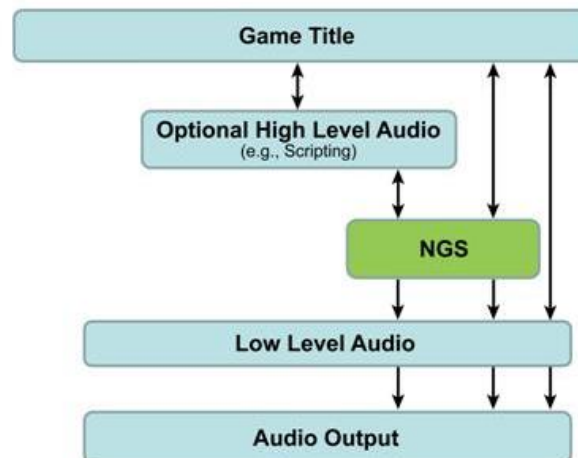 Game Title
Optional High Level Audio
(e.g., Scripting)
NGS
Low Level Audio
Audio Output